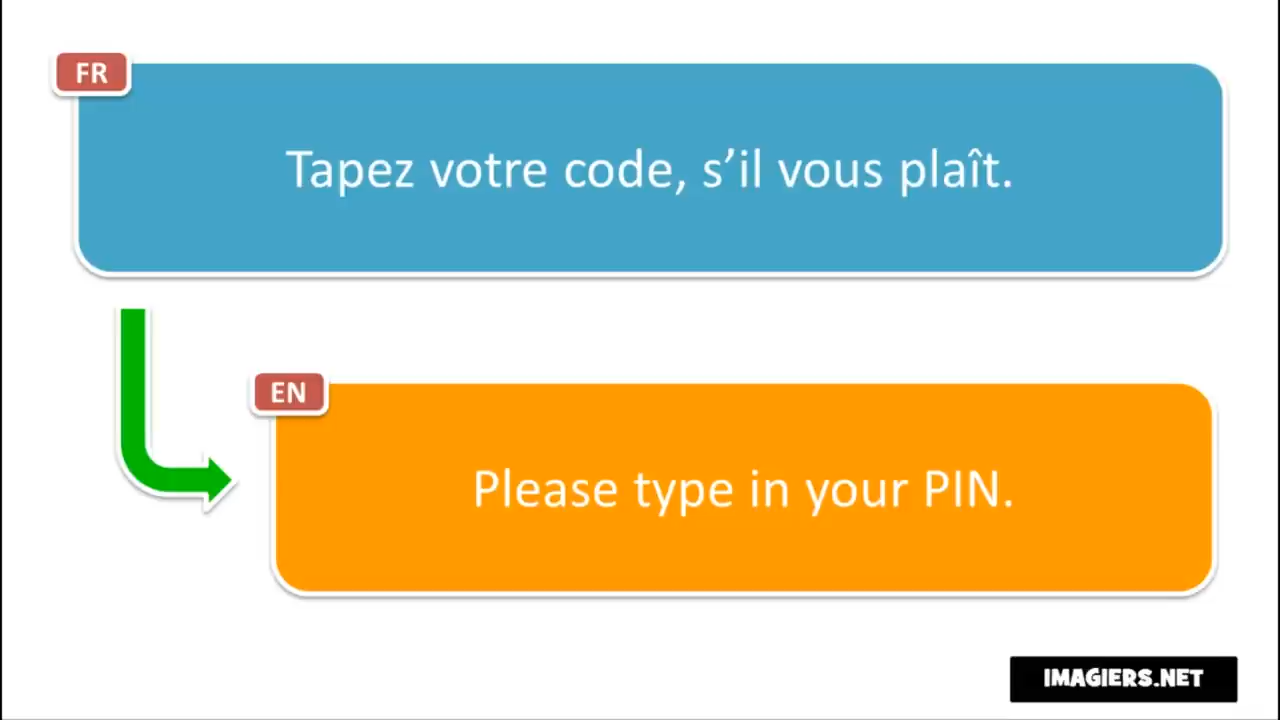 FR
Tapez votre code, s’il vous plaît.
EN
Please type in your PIN.
IMAGIERS.NET